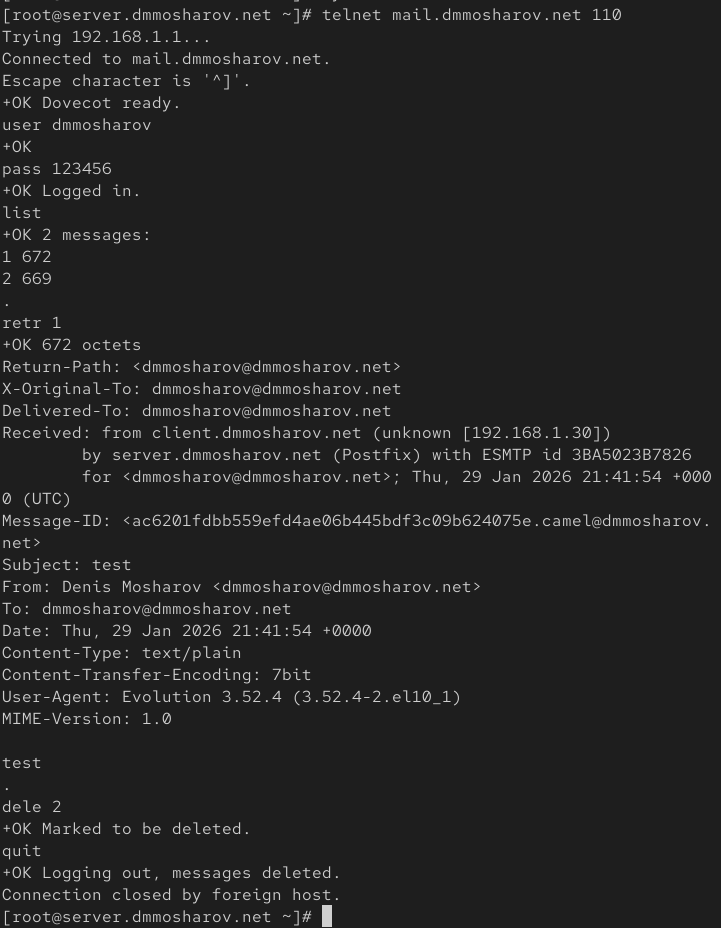 [root@server.dmmosharov.net ~]# telnet mail.dmmosharov.net 110
Trying 192.168.1.1...
Connected to mail.dmmosharov.net.
Escape character is '^]'.
+OK Dovecot ready.
user dmmosharov
+OK
pass 123456
+OK Logged in.
list
+OK 2 messages:
1 672
2 669
.
retr 1
+OK 672 octets
Return-Path: <dmmosharov@dmmosharov.net>
X-Original-To: dmmosharov@dmmosharov.net
Delivered-To: dmmosharov@dmmosharov.net
Received: from client.dmmosharov.net (unknown [192.168.1.30])
        by server.dmmosharov.net (Postfix) with ESMTP id 3BA5023B7826
        for <dmmosharov@dmmosharov.net>; Thu, 29 Jan 2026 21:41:54 +000
0 (UTC)
Message-ID: <ac6201fdbb559efd4ae06b445bdf3c09b624075e.camel@dmmosharov.
net>
Subject: test
From: Denis Mosharov <dmmosharov@dmmosharov.net>
To: dmmosharov@dmmosharov.net
Date: Thu, 29 Jan 2026 21:41:54 +0000
Content-Type: text/plain
Content-Transfer-Encoding: 7bit
User-Agent: Evolution 3.52.4 (3.52.4-2.el10_1)
MIME-Version: 1.0

test
.
dele 2
+OK Marked to be deleted.
quit
+OK Logging out, messages deleted.
Connection closed by foreign host.
[root@server.dmmosharov.net ~]#